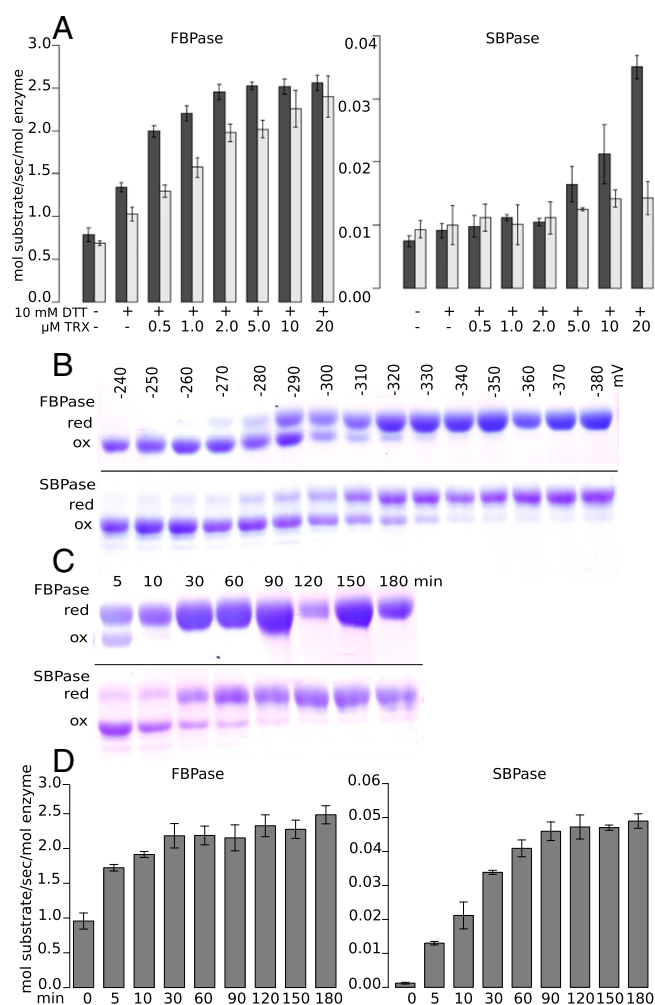 A
FBPase
SBPase
mol substrate/sec/mol enzyme
3.0
2.5
2.0
1.5
1.0
0.5
0.0
0.04
0.03
0.02
0.01
0.00
10 mM DTT - + + + + + + +
- + + + + + + +
µM TRX - - 0.5 1.0 2.0 5.0 10 20
- - 0.5 1.0 2.0 5.0 10 20
B
-240 -250 -260 -270 -280 -290 -300 -310 -320 -330 -340 -350 -360 -370 -380 mV
FBPase
red
ox
SBPase
red
ox
C
5 10 30 60 90 120 150 180 min
FBPase
red
ox
SBPase
red
ox
D
FBPase
SBPase
mol substrate/sec/mol enzyme
3.0
2.5
2.0
1.5
1.0
0.5
0.0
0.06
0.05
0.04
0.03
0.02
0.01
0.00
min 0 5 10 30 60 90 120 150 180
0 5 10 30 60 90 120 150 180